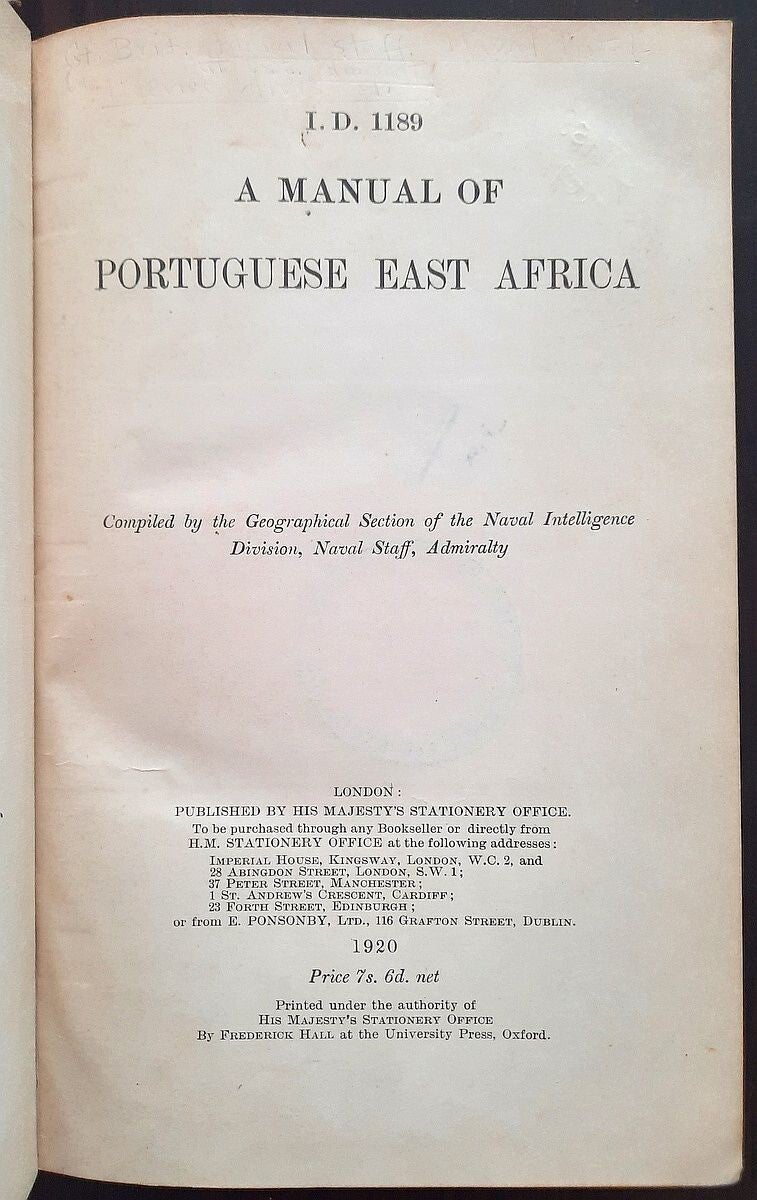 Gt. Brit.
I. D. 1189
A MANUAL OF
PORTUGUESE EAST AFRICA
Compiled by the Geographical Section of the Naval Intelligence
Division, Naval Staff, Admiralty
LONDON :
PUBLISHED BY HIS MAJESTY'S STATIONERY OFFICE.
To be purchased through any Bookseller or directly from
H.M. STATIONERY OFFICE at the following addresses :
IMPERIAL HOUSE, KINGSWAY, LONDON, W.C. 2, and
28 ABINGDON STREET, LONDON, S.W. 1 ;
37 PETER STREET, MANCHESTER ;
1 ST. ANDREW'S CRESCENT, CARDIFF ;
23 FORTH STREET, EDINBURGH ;
or from E. PONSONBY, LTD., 116 GRAFTON STREET, DUBLIN.
1920
Price 7s. 6d. net
Printed under the authority of
HIS MAJESTY'S STATIONERY OFFICE
By FREDERICK HALL at the University Press, Oxford.